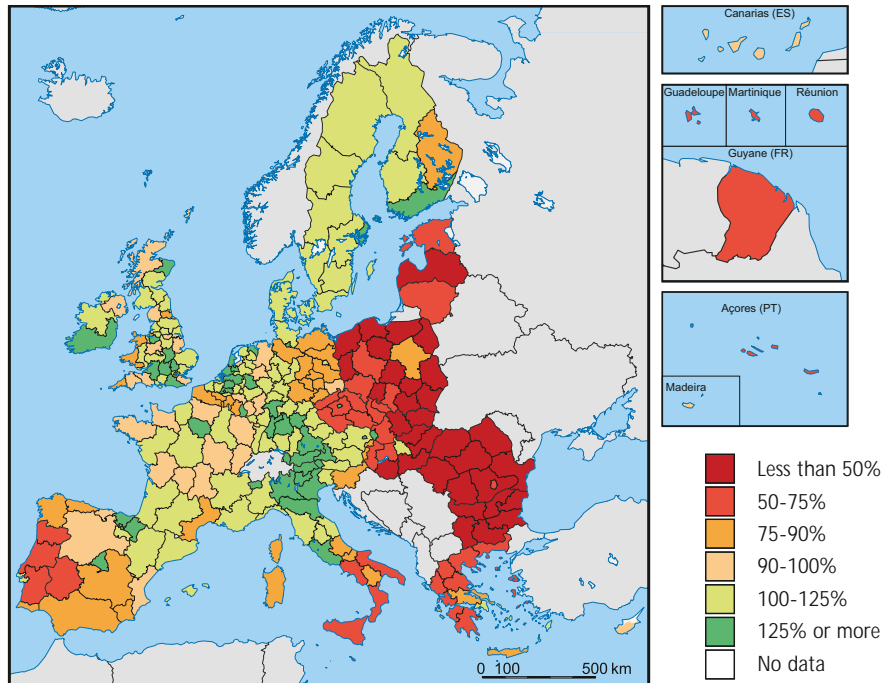 Canarias (ES)
Guadeloupe
Martinique
Réunion
Guyane (FR)
Açores (PT)
Madeira
Less than 50%
50-75%
75-90%
90-100%
100-125%
125% or more
No data
0 100 500 km